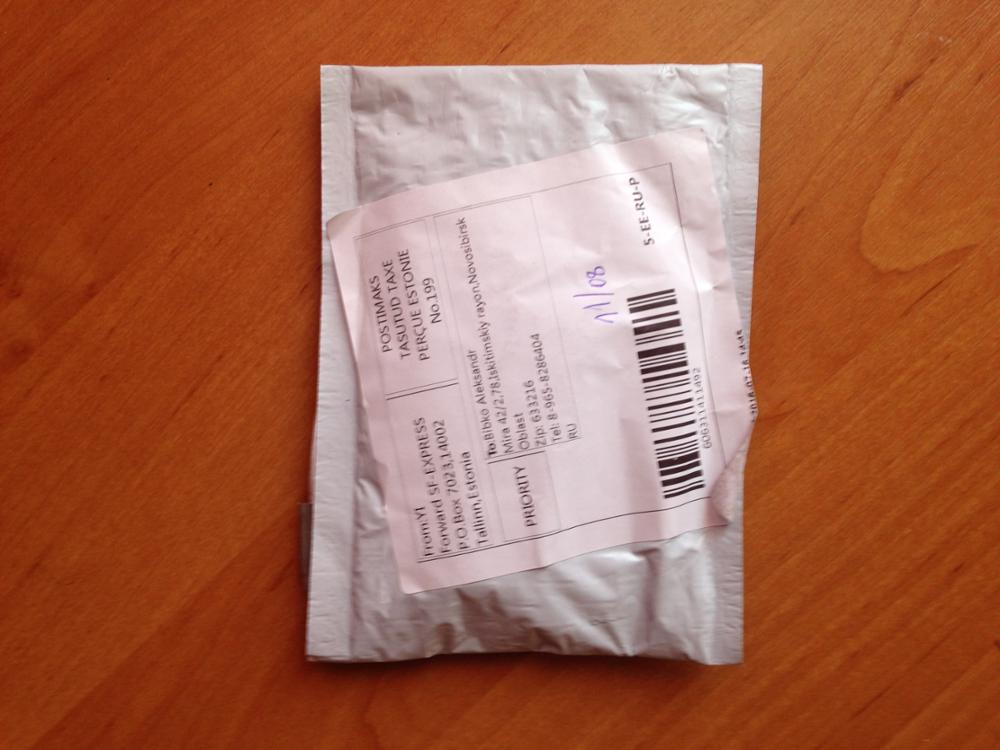 From:YI
Forward SF-EXPRESS
P.O.Box 7023,14002
Tallinn,Estonia
POSTIMAKS
TASUTUD TAXE
PERÇUE ESTONIE
No.199
PRIORITY
To:Bibko Aleksandr
Mira 42/2,78,Iskitimskiy rayon,Novosibirsk
Oblast
Zip: 633216
Tel: 8-965-8286404
RU
11/08
606311411492
5-EE-RU-P